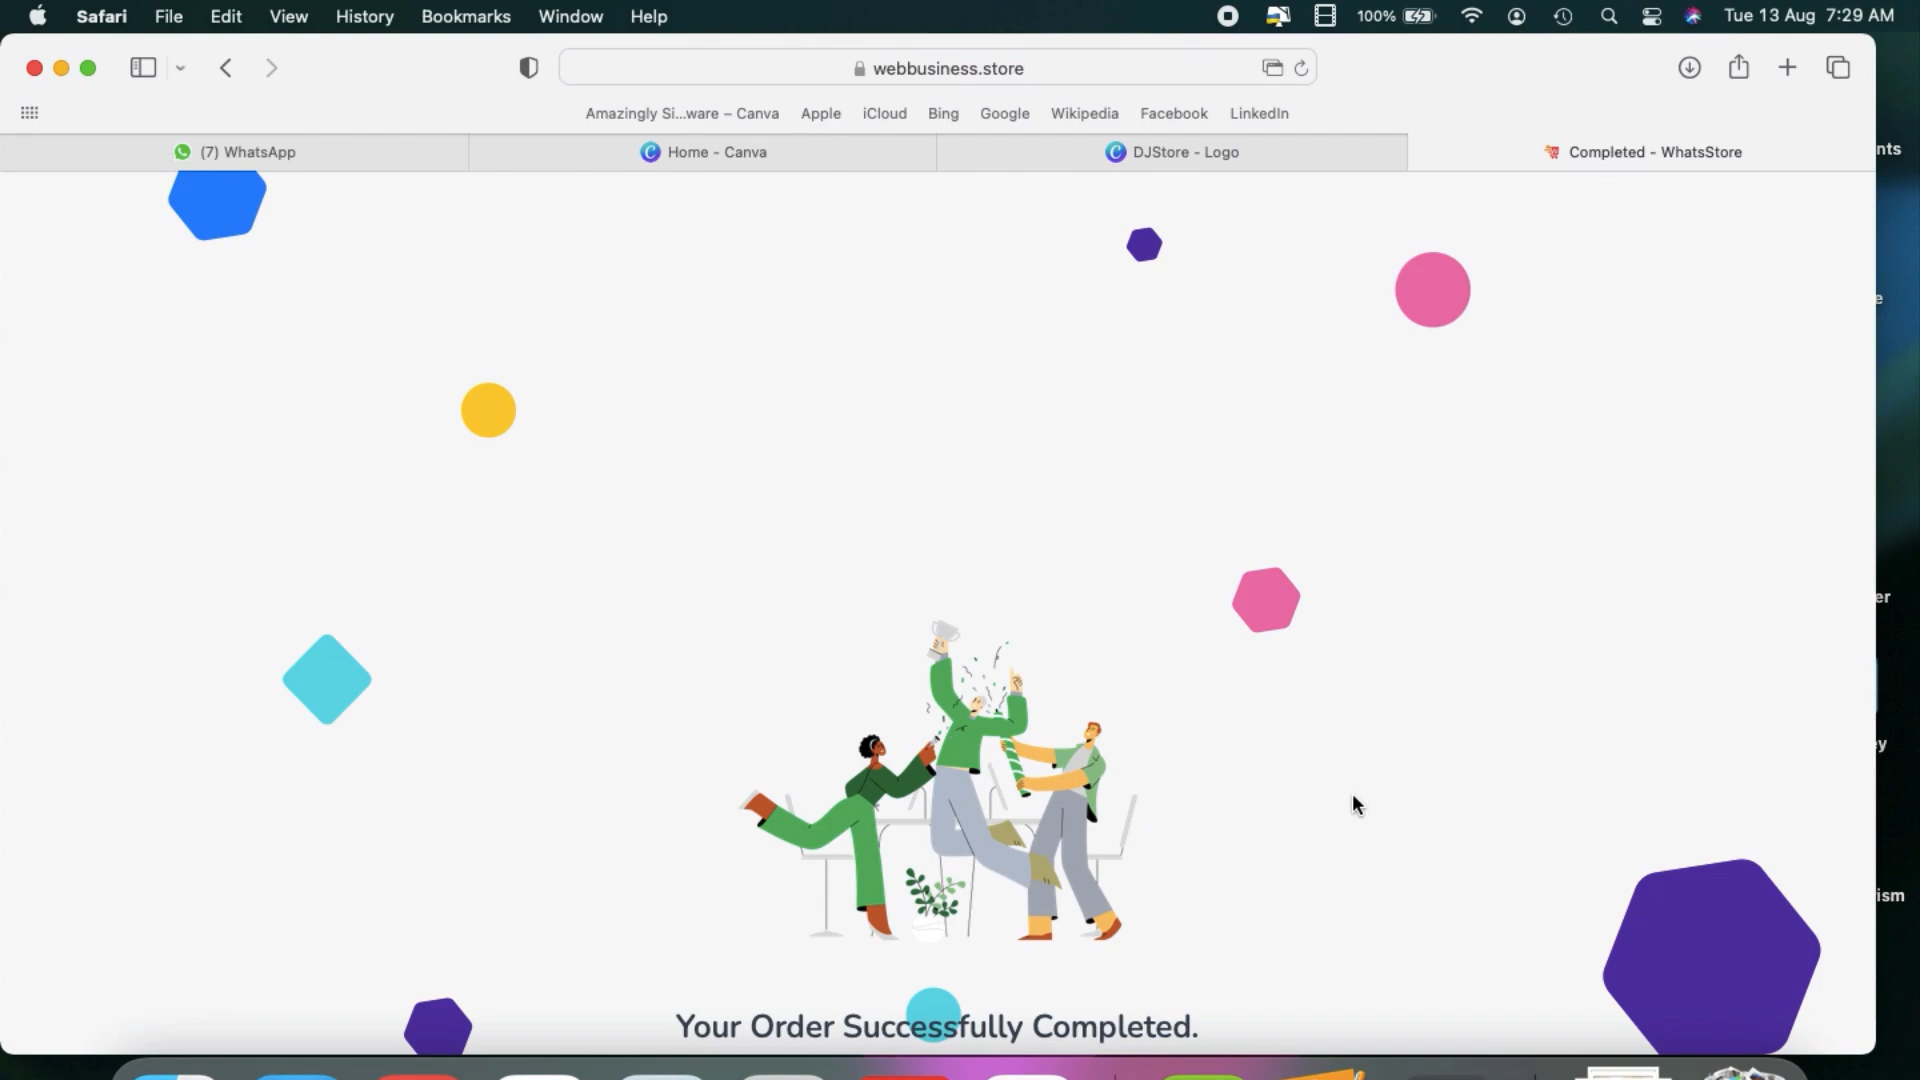 Safari File Edit View History Bookmarks Window Help 100% Tue 13 Aug 7:29 AM
webbusiness.store
Amazingly Si...ware – Canva Apple iCloud Bing Google Wikipedia Facebook LinkedIn
(7) WhatsApp Home - Canva DJStore - Logo Completed - WhatsStore
nts
e
er
ey
ism
Your Order Successfully Completed.